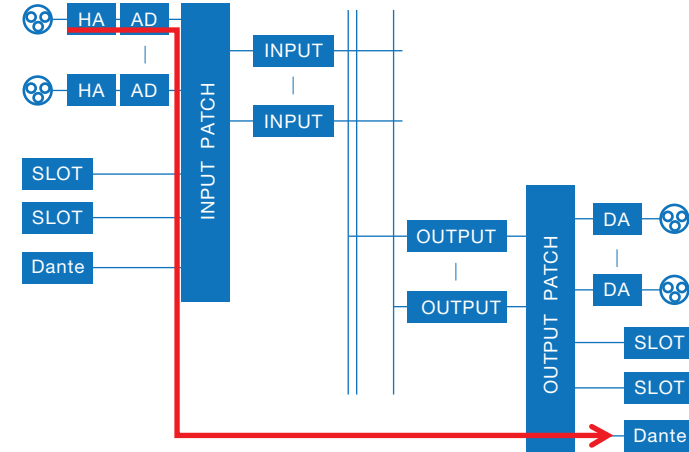 HA AD
HA AD
SLOT
SLOT
Dante
INPUT PATCH
INPUT
INPUT
OUTPUT
OUTPUT
OUTPUT PATCH
DA
DA
SLOT
SLOT
Dante